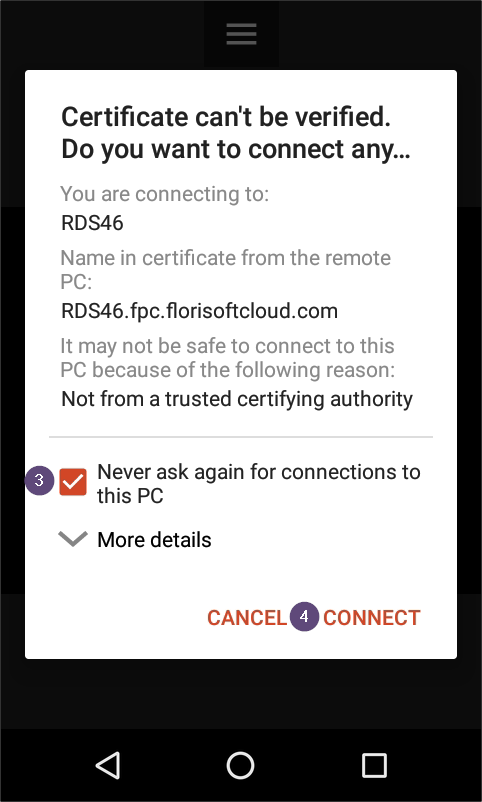 Certificate can't be verified.
Do you want to connect any...
You are connecting to:
RDS46
Name in certificate from the remote
PC:
RDS46.fpc.florisoftcloud.com
It may not be safe to connect to this
PC because of the following reason:
Not from a trusted certifying authority
3
Never ask again for connections to
this PC
More details
CANCEL 4 CONNECT